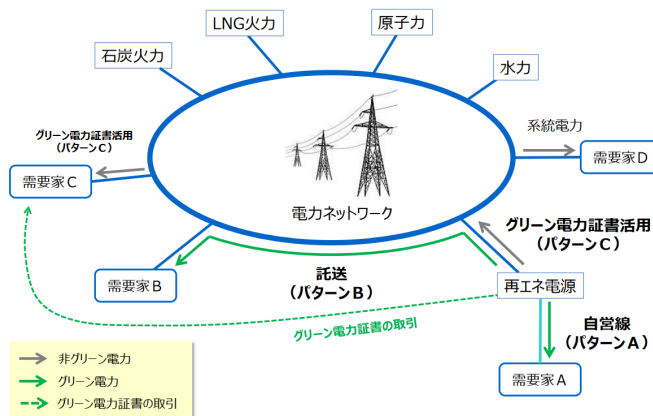 LNG火力
原子力
石炭火力
水力
グリーン電力証書活用
(パターンC)
系統電力
需要家C
需要家D
電力ネットワーク
グリーン電力証書活用
(パターンC)
需要家B
託送
(パターンB)
再エネ電源
グリーン電力証書の取引
自営線
(パターンA)
需要家A
非グリーン電力
グリーン電力
グリーン電力証書の取引